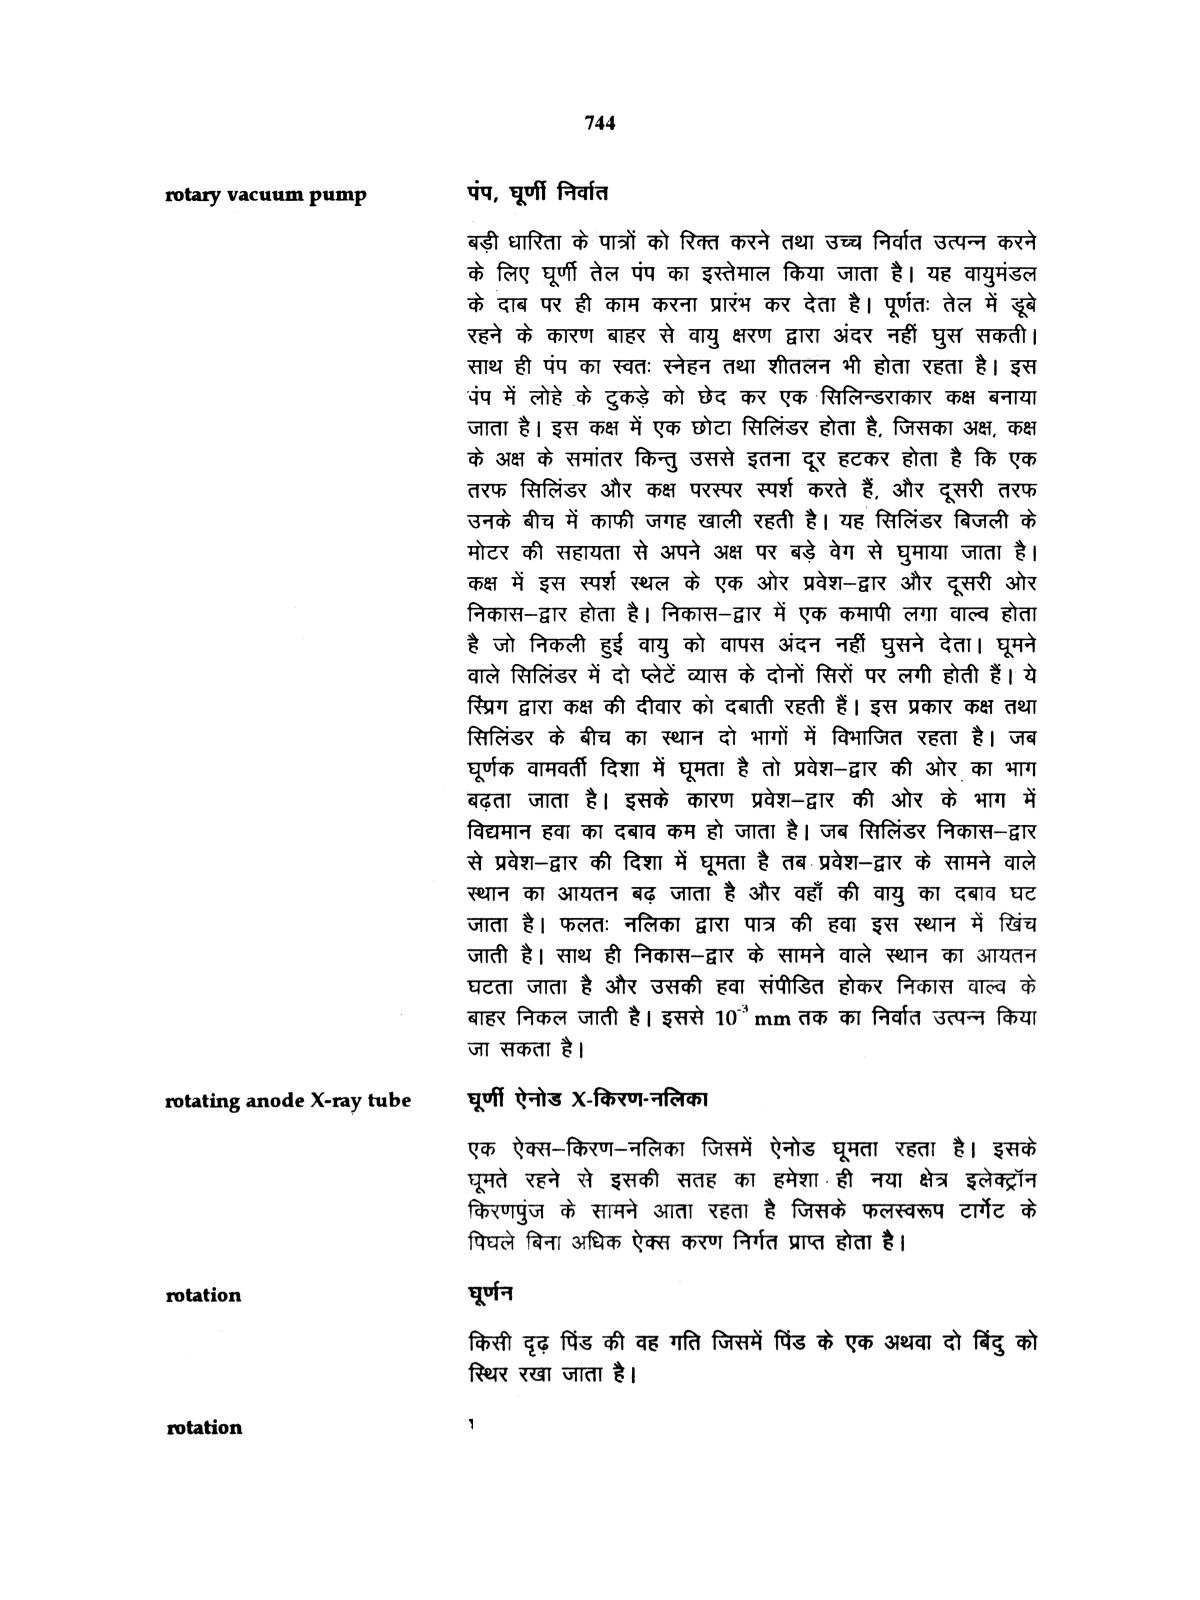 744
rotary vacuum pump पंप, घूर्णी निर्वात
बड़ी धारिता के पात्रों को रिक्त करने तथा उच्च निर्वात उत्पन्न करने
के लिए घूर्णी तेल पंप का इस्तेमाल किया जाता है। यह वायुमंडल
के दाब पर ही काम करना प्रारंभ कर देता है। पूर्णतः तेल में डूबे
रहने के कारण बाहर से वायु क्षरण द्वारा अंदर नहीं घुस सकती।
साथ ही पंप का स्वतः स्नेहन तथा शीतलन भी होता रहता है। इस
पंप में लोहे के टुकड़े को छेद कर एक सिलिन्डराकार कक्ष बनाया
जाता है। इस कक्ष में एक छोटा सिलिंडर होता है, जिसका अक्ष, कक्ष
के अक्ष के समांतर किन्तु उससे इतना दूर हटकर होता है कि एक
तरफ सिलिंडर और कक्ष परस्पर स्पर्श करते हैं, और दूसरी तरफ
उनके बीच में काफी जगह खाली रहती है। यह सिलिंडर बिजली के
मोटर की सहायता से अपने अक्ष पर बड़े वेग से घुमाया जाता है।
कक्ष में इस स्पर्श स्थल के एक ओर प्रवेश–द्वार और दूसरी ओर
निकास–द्वार होता है। निकास–द्वार में एक कमापी लगा वाल्व होता
है जो निकली हुई वायु को वापस अंदन नहीं घुसने देता। घूमने
वाले सिलिंडर में दो प्लेटें व्यास के दोनों सिरों पर लगी होती हैं। ये
स्प्रिंग द्वारा कक्ष की दीवार को दबाती रहती हैं। इस प्रकार कक्ष तथा
सिलिंडर के बीच का स्थान दो भागों में विभाजित रहता है। जब
घूर्णक वामवर्ती दिशा में घूमता है तो प्रवेश–द्वार की ओर का भाग
बढ़ता जाता है। इसके कारण प्रवेश–द्वार की ओर के भाग में
विद्यमान हवा का दबाव कम हो जाता है। जब सिलिंडर निकास–द्वार
से प्रवेश–द्वार की दिशा में घूमता है तब प्रवेश–द्वार के सामने वाले
स्थान का आयतन बढ़ जाता है और वहाँ की वायु का दबाव घट
जाता है। फलतः नलिका द्वारा पात्र की हवा इस स्थान में खिंच
जाती है। साथ ही निकास–द्वार के सामने वाले स्थान का आयतन
घटता जाता है और उसकी हवा संपीडित होकर निकास वाल्व के
बाहर निकल जाती है। इससे 10⁻³ mm तक का निर्वात उत्पन्न किया
जा सकता है।
rotating anode X-ray tube घूर्णी ऐनोड X-किरण-नलिका
एक ऐक्स–किरण–नलिका जिसमें ऐनोड घूमता रहता है। इसके
घूमते रहने से इसकी सतह का हमेशा ही नया क्षेत्र इलेक्ट्रॉन
किरणपुंज के सामने आता रहता है जिसके फलस्वरूप टार्गेट के
पिघले बिना अधिक ऐक्स करण निर्गत प्राप्त होता है।
rotation घूर्णन
किसी दृढ़ पिंड की वह गति जिसमें पिंड के एक अथवा दो बिंदु को
स्थिर रखा जाता है।
rotation